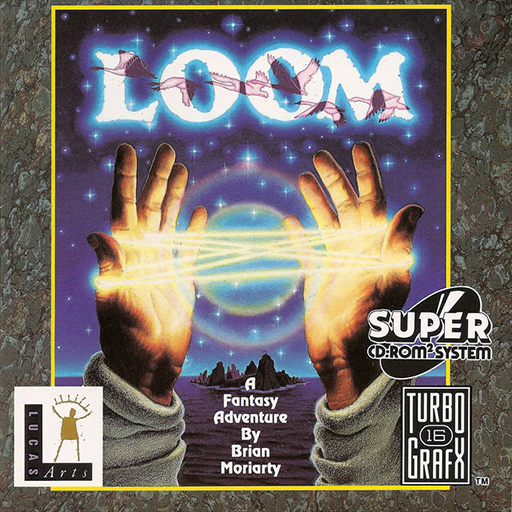 LOOM
A
Fantasy
Adventure
By
Brian
Moriarty
SUPER
CD-ROM² SYSTEM
LUCAS
Arts
TURBO
16
GRAFX
TM